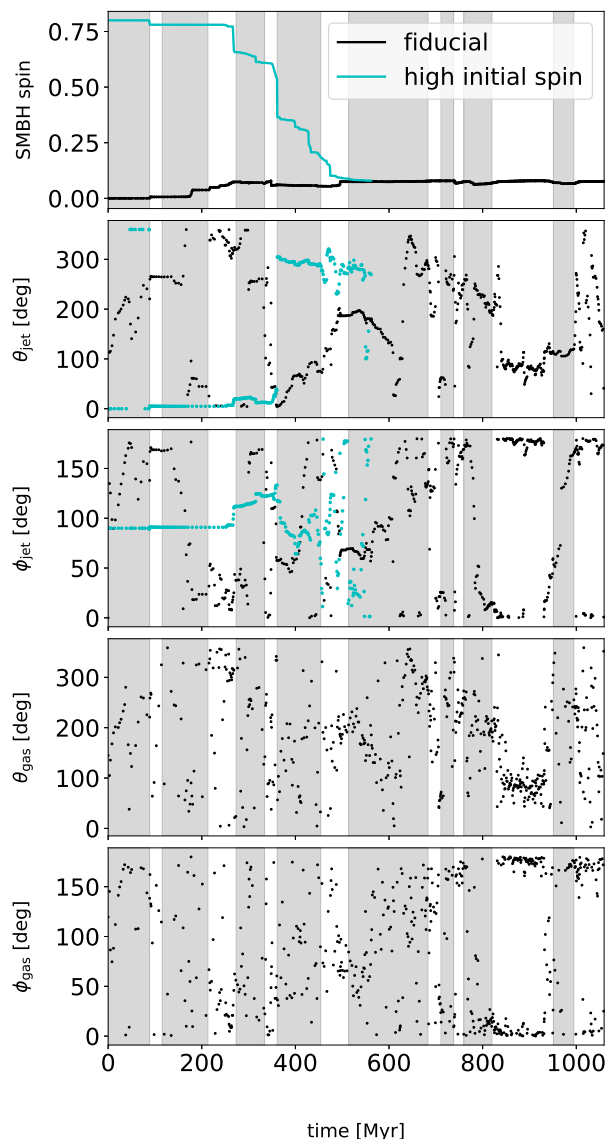 0.75
0.50
0.25
0.00
SMBH spin
fiducial
high initial spin
300
200
100
0
θjet [deg]
150
100
50
0
ϕjet [deg]
300
200
100
0
θgas [deg]
150
100
50
0
ϕgas [deg]
0 200 400 600 800 1000
time [Myr]